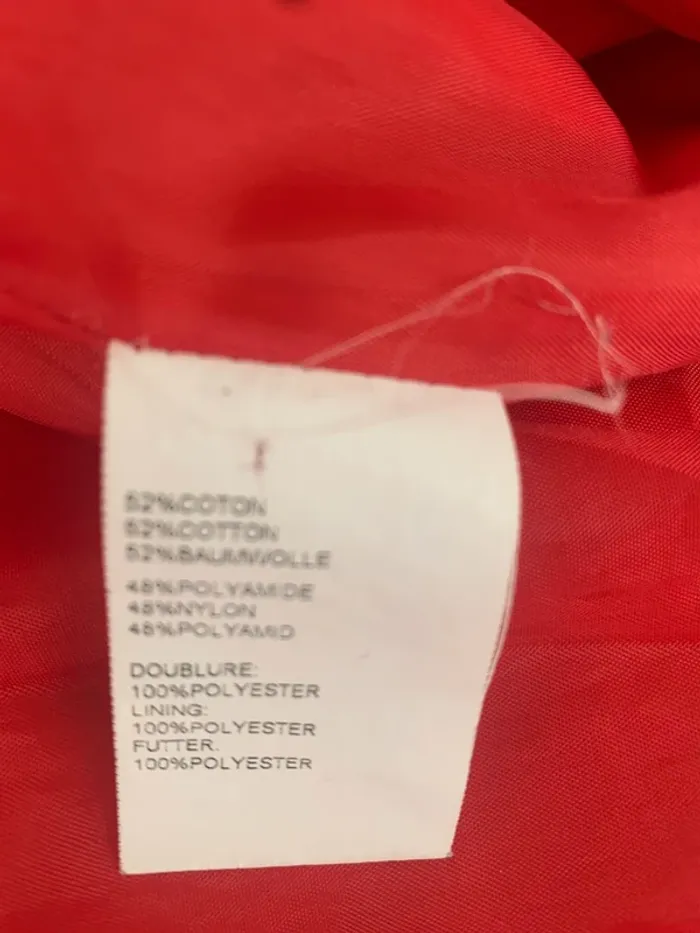 52%COTON
52%COTTON
52%BAUMWOLLE
48%POLYAMIDE
48%NYLON
48%POLYAMID
DOUBLURE:
100%POLYESTER
LINING:
100%POLYESTER
FUTTER.
100%POLYESTER